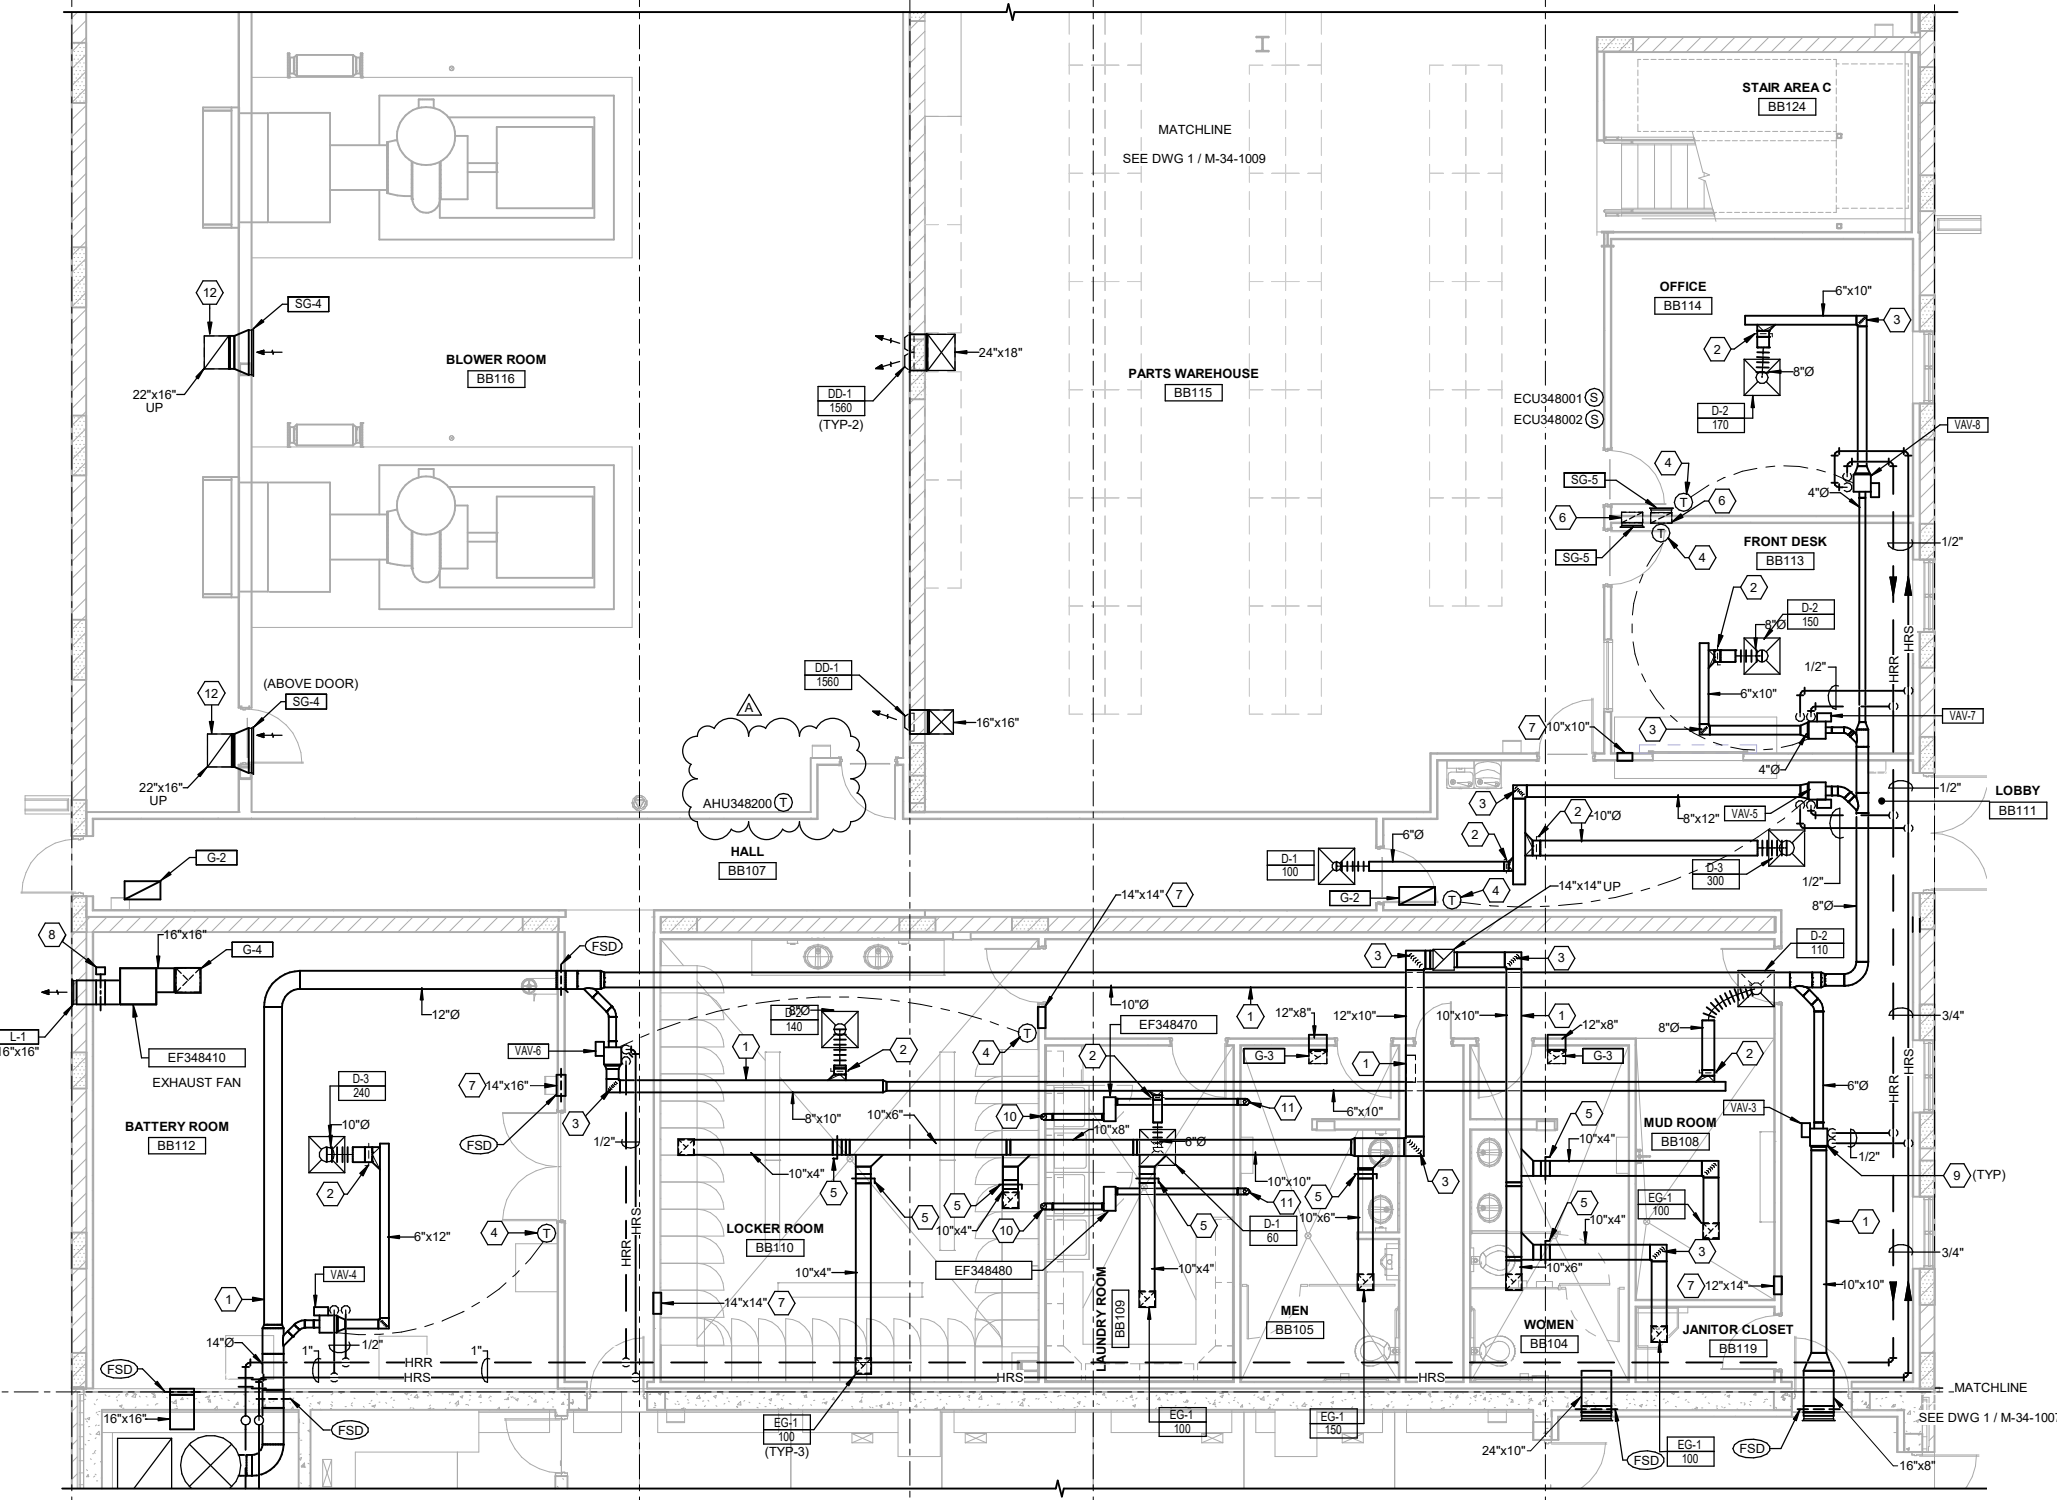 MATCHLINE
SEE DWG 1 / M-34-1009
STAIR AREA C
BB124
12
SG-4
22"x16"
UP
BLOWER ROOM
BB116
24"x18"
DD-1
1560
(TYP-2)
PARTS WAREHOUSE
BB115
ECU348001 S
ECU348002 S
OFFICE
BB114
6"x10"
3
2
8"Ø
D-2
170
VAV-8
4
SG-5
T
6
6
4"Ø
T
4
SG-5
FRONT DESK
BB113
1/2"
2
D-2
150
8"Ø
HRR
HRS
1/2"
6"x10"
12
(ABOVE DOOR)
SG-4
22"x16"
UP
DD-1
1560
16"x16"
A
AHU348200 T
7
10"x10"
3
VAV-7
4"Ø
1/2"
LOBBY
BB111
3
2
10"Ø
8"x12"
VAV-5
2
6"Ø
D-1
100
D-3
300
1/2"
G-2
HALL
BB107
G-2
T
4
14"x14" UP
8"Ø
14"x14"
7
8
16"x16"
G-4
FSD
3
3
D-2
110
L-1
16"x16"
EF348410
EXHAUST FAN
12"Ø
10"Ø
1
12"x10"
10"x10"
1
12"x8"
12"x8"
G-3
G-3
8"Ø
3/4"
D-2
140
8"Ø
EF348470
VAV-6
1
2
T
4
2
1
2
6"Ø
7
14"x16"
D-3
240
3
8"x10"
10"x6"
10
11
10"x8"
6"x10"
VAV-3
HRR
HRS
BATTERY ROOM
BB112
10"Ø
FSD
1/2"
6"Ø
5
MUD ROOM
BB108
10"x4"
1/2"
9
(TYP)
2
10"x4"
5
10"x10"
3
5
5
5
10"x4"
10
11
5
10"x6"
5
D-1
60
EG-1
100
1
LOCKER ROOM
BB110
4
T
6"x12"
HRR
HRS
10"x4"
EF348480
10"x4"
10"x4"
3
3/4"
10"x6"
7
12"x14"
10"x10"
VAV-4
1
14"x14"
7
LAUNDRY ROOM
BB109
MEN
BB105
WOMEN
BB104
JANITOR CLOSET
BB119
14"Ø
1"
1/2"
1"
FSD
HRR
HRS
HRS
HRS
MATCHLINE
SEE DWG 1 / M-34-1007
16"x16"
FSD
EG-1
100
(TYP-3)
EG-1
100
EG-1
150
24"x10"
FSD
EG-1
100
FSD
16"x8"